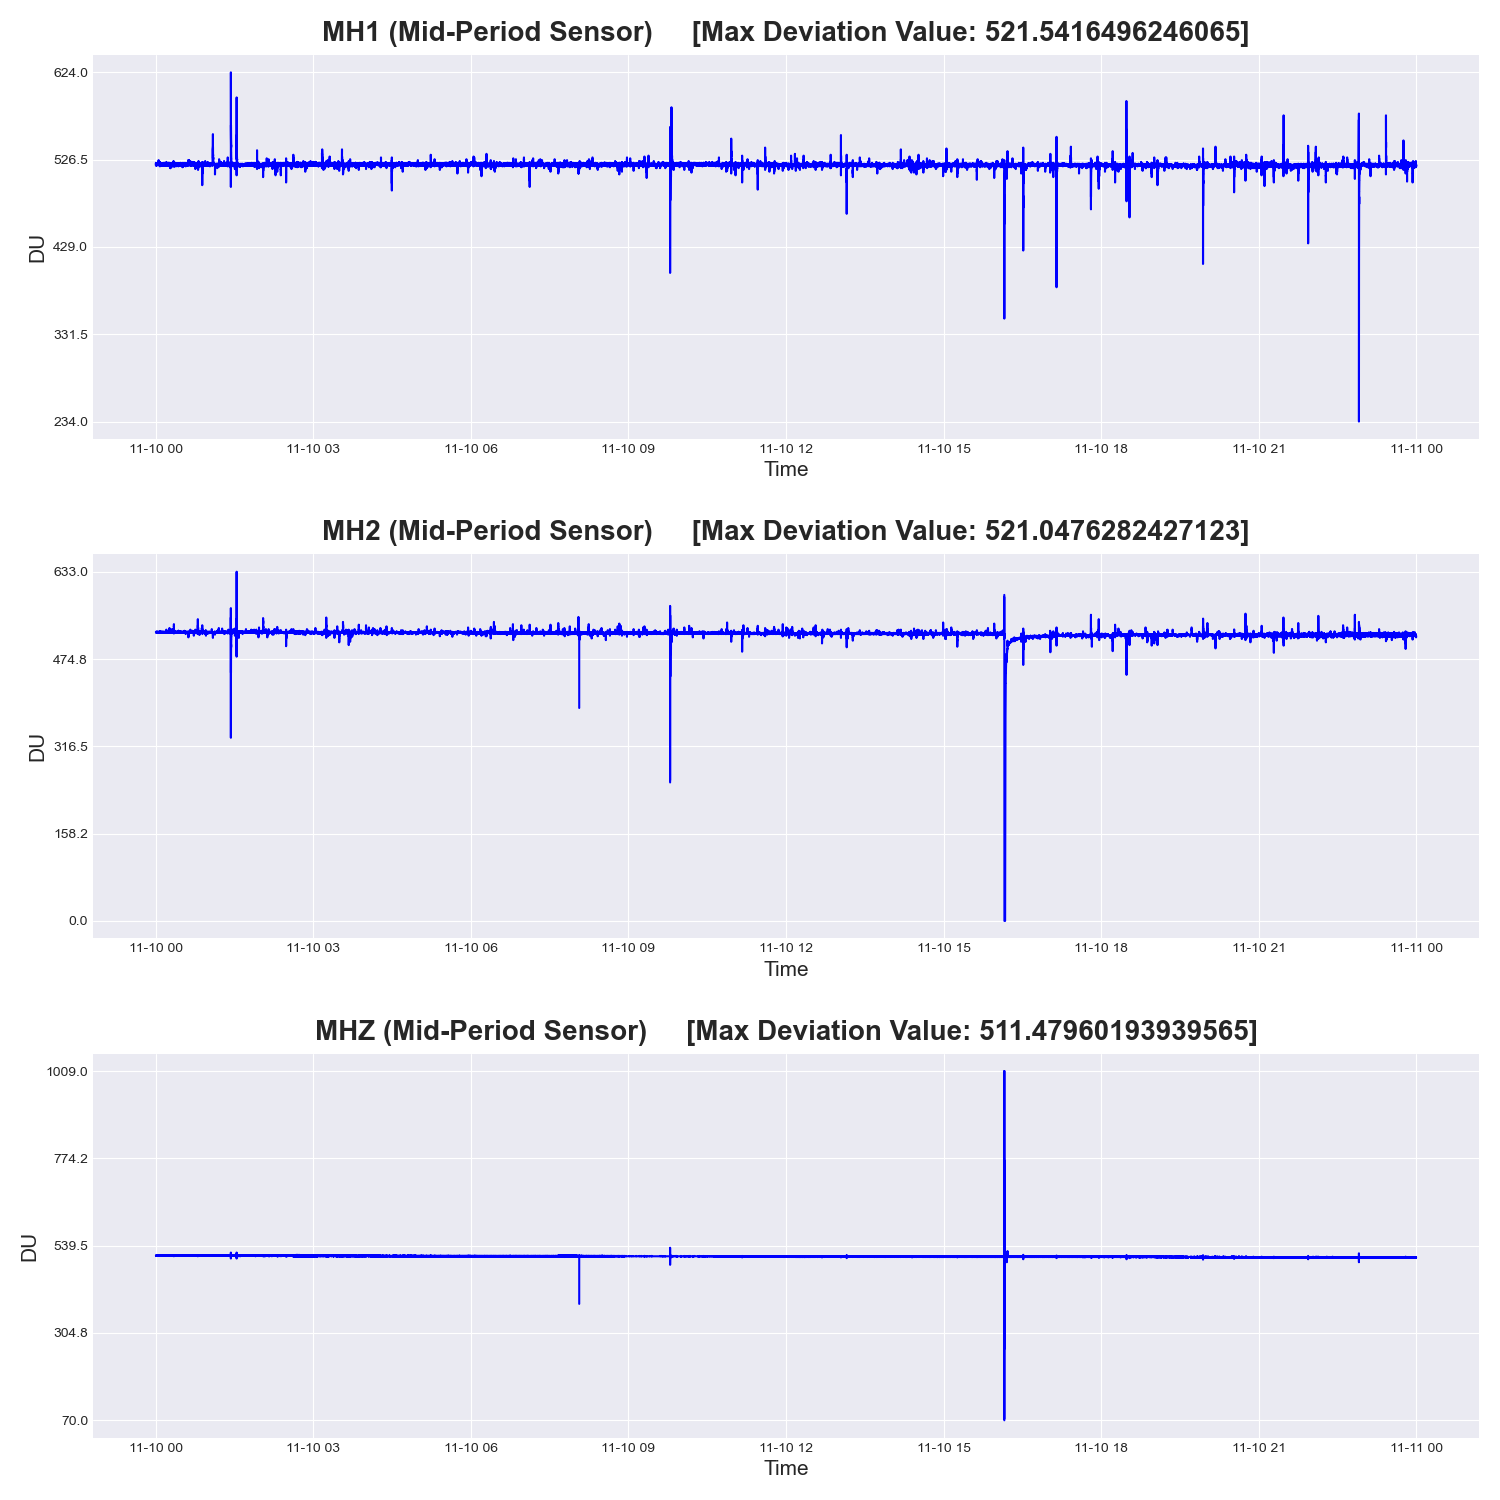 MH1 (Mid-Period Sensor) [Max Deviation Value: 521.5416496246065]
624.0
526.5
429.0
331.5
234.0
DU
11-10 00 11-10 03 11-10 06 11-10 09 11-10 12 11-10 15 11-10 18 11-10 21 11-11 00
Time
MH2 (Mid-Period Sensor) [Max Deviation Value: 521.0476282427123]
633.0
474.8
316.5
158.2
0.0
DU
11-10 00 11-10 03 11-10 06 11-10 09 11-10 12 11-10 15 11-10 18 11-10 21 11-11 00
Time
MHZ (Mid-Period Sensor) [Max Deviation Value: 511.47960193939565]
1009.0
774.2
539.5
304.8
70.0
DU
11-10 00 11-10 03 11-10 06 11-10 09 11-10 12 11-10 15 11-10 18 11-10 21 11-11 00
Time